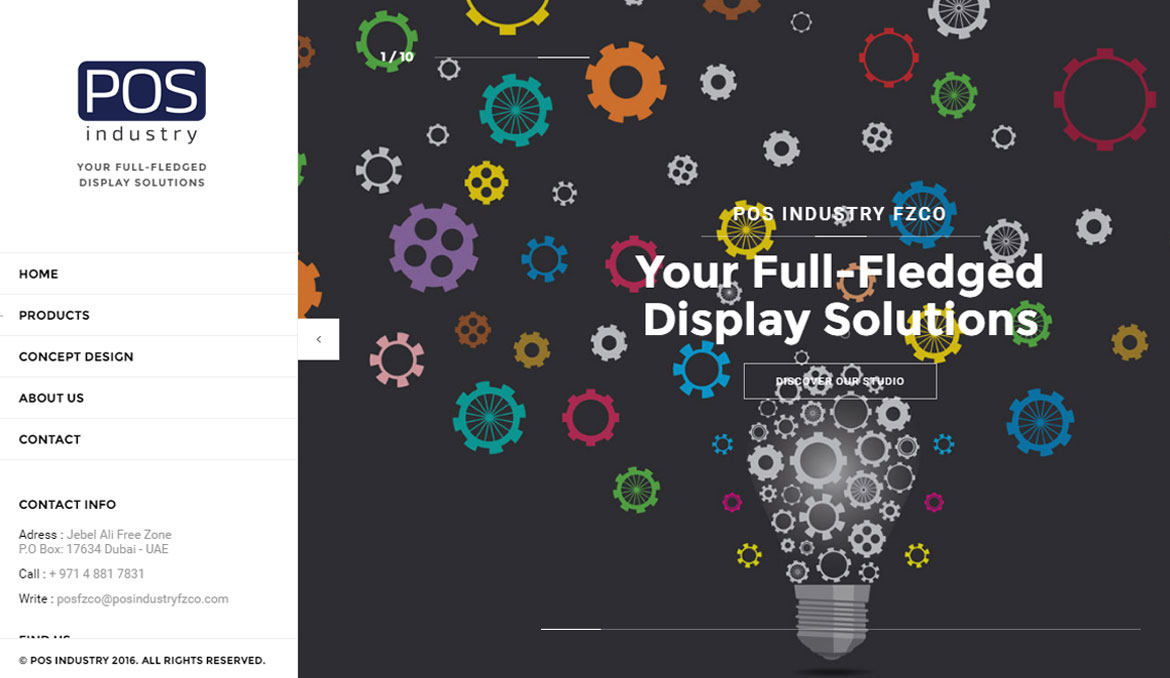 POS
industry
YOUR FULL-FLEDGED
DISPLAY SOLUTIONS
HOME
PRODUCTS
CONCEPT DESIGN
ABOUT US
CONTACT
CONTACT INFO
Adress : Jebel Ali Free Zone
P.O Box: 17634 Dubai - UAE
Call : + 971 4 881 7831
Write : posfzco@posindustryfzco.com
FIND US
© POS INDUSTRY 2016. ALL RIGHTS RESERVED.
1 / 10
POS INDUSTRY FZCO
Your Full-Fledged
Display Solutions
DISCOVER OUR STUDIO